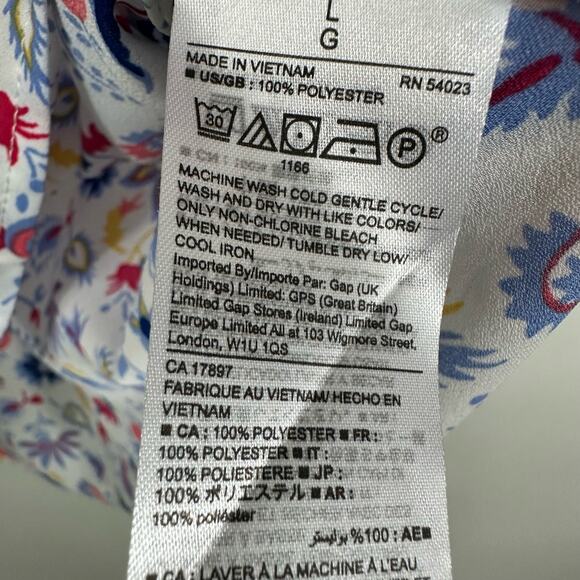 L
G
MADE IN VIETNAM RN 54023
■ US/GB : 100% POLYESTER
30 P ®
1166
MACHINE WASH COLD GENTLE CYCLE/
WASH AND DRY WITH LIKE COLORS/
ONLY NON-CHLORINE BLEACH
WHEN NEEDED/ TUMBLE DRY LOW/
COOL IRON
Imported By/Importe Par: Gap (UK
Holdings) Limited: GPS (Great Britain)
Limited Gap Stores (Ireland) Limited Gap
Europe Limited All at 103 Wigmore Street.
London, W1U 1QS
CA 17897
FABRIQUE AU VIETNAM/ HECHO EN
VIETNAM
■ CA : 100% POLYESTER ■ FR :
100% POLYESTER ■ IT :
100% POLIESTERE ■ JP :
100% ポリエステル ■ AR :
100% poliéster
■AE : 100% بوليستر
■ CA : LAVER À LA MACHINE À L'EAU